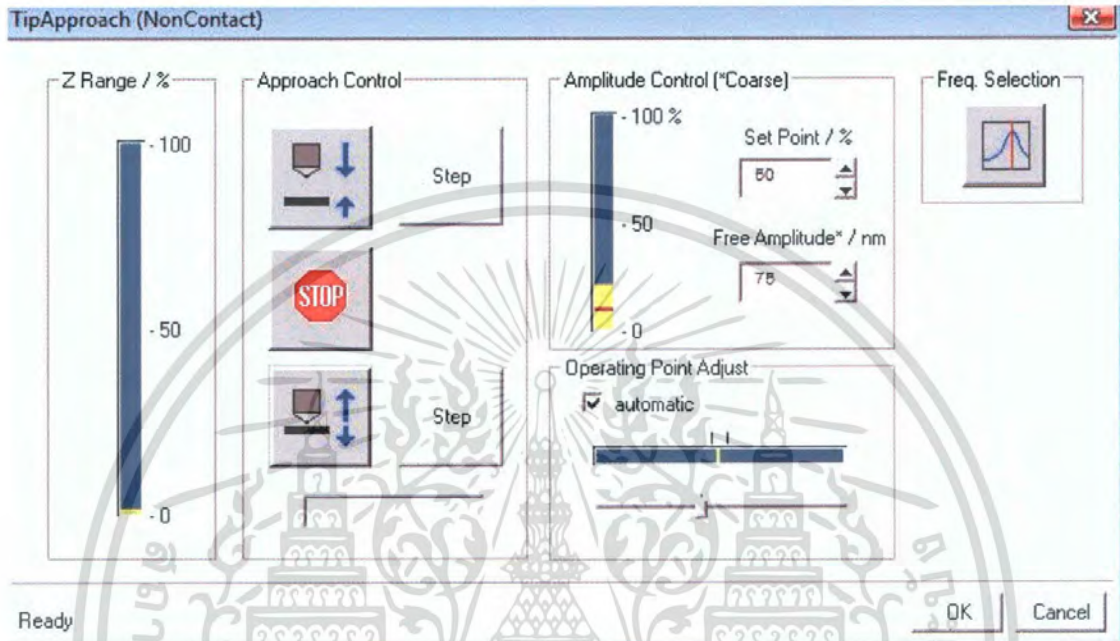 TipApproach (NonContact)
Z Range / %
100
50
0
Approach Control
Step
STOP
Step
Amplitude Control (*Coarse)
100 %
50
0
Set Point / %
50
Free Amplitude* / nm
75
Operating Point Adjust
automatic
Freq. Selection
Ready
OK
Cancel